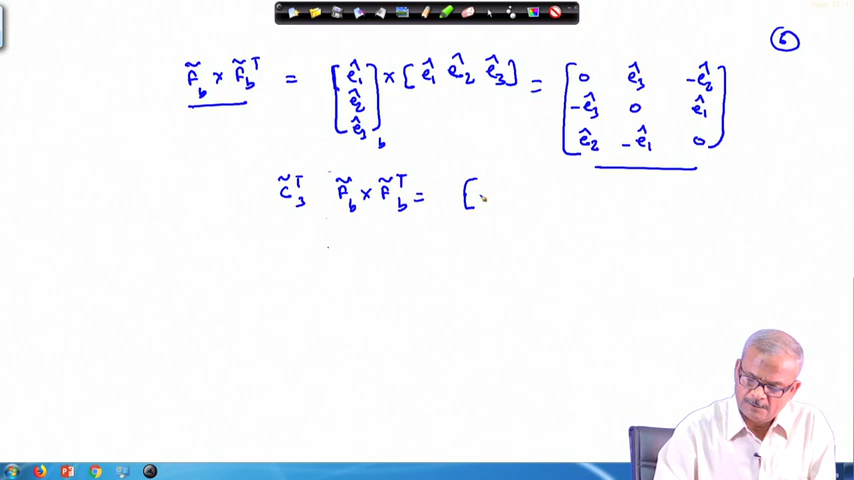 ⑥
F̃_b × F̃_b^T = [ê₁ ê₂ ê₃]_b × [ê₁ ê₂ ê₃] = [0 ê₃ -ê₂
-ê₃ 0 ê₁
ê₂ -ê₁ 0]
C̃₃^T F̃_b × F̃_b^T = [